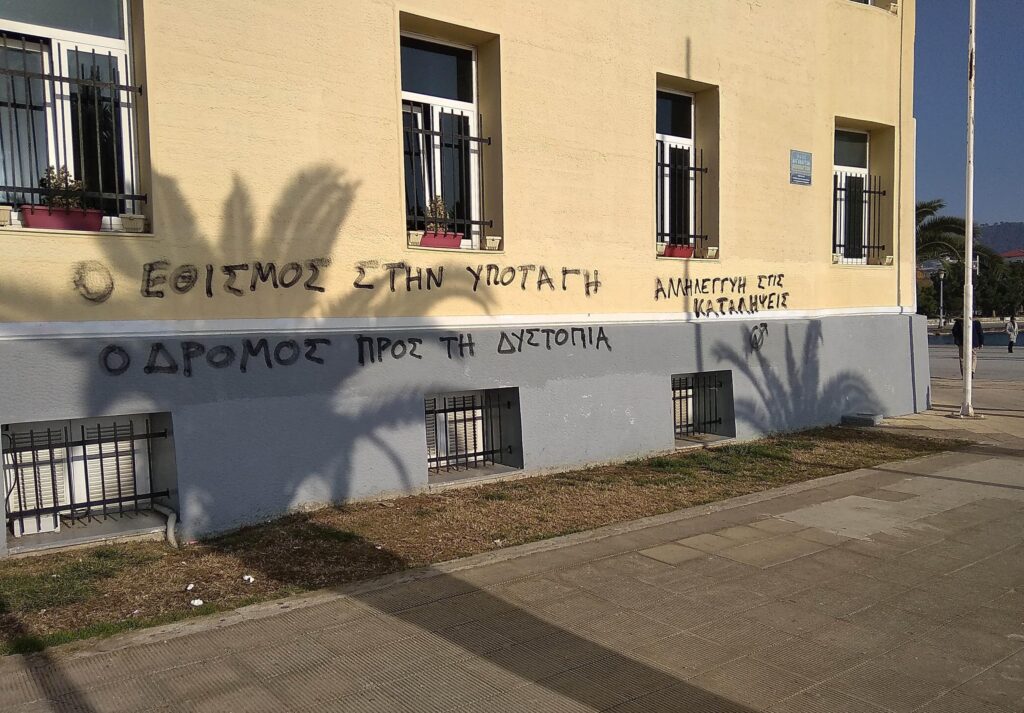 Ο ΕΘΙΣΜΟΣ ΣΤΗΝ ΥΠΟΤΑΓΗ
Ο ΔΡΟΜΟΣ ΠΡΟΣ ΤΗ ΔΥΣΤΟΠΙΑ
ΑΛΛΗΛΕΓΓΥΗ ΣΤΙΣ
ΚΑΤΑΛΗΨΕΙΣ